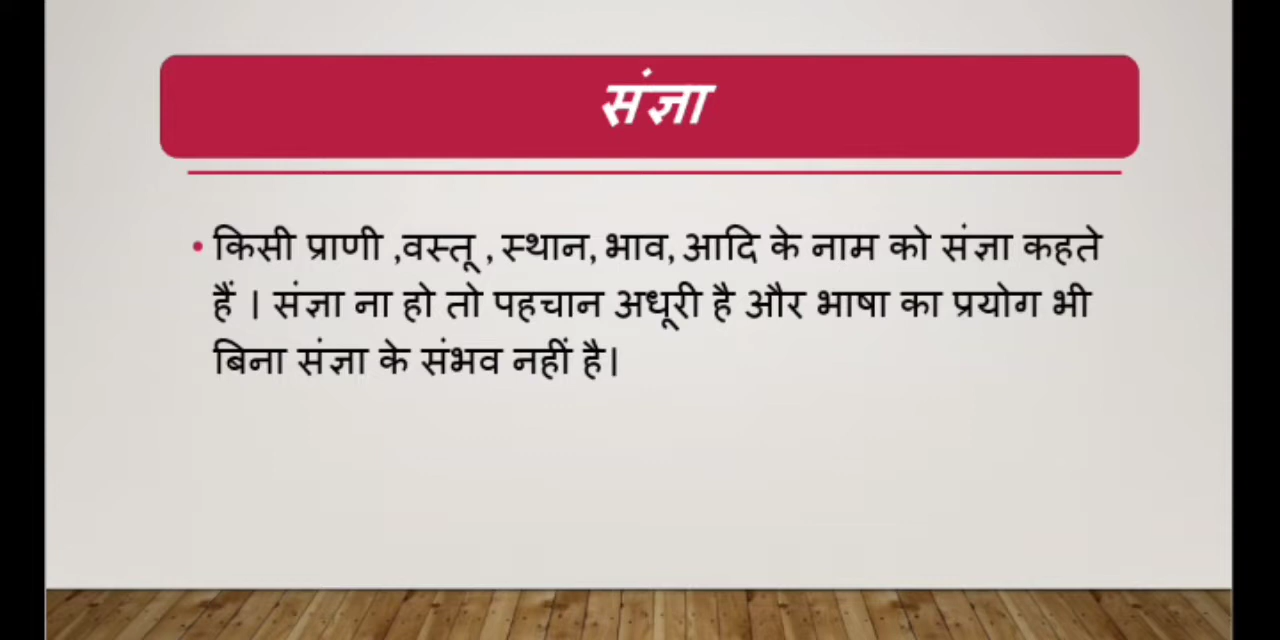 संज्ञा
• किसी प्राणी ,वस्तू , स्थान, भाव, आदि के नाम को संज्ञा कहते
हैं । संज्ञा ना हो तो पहचान अधूरी है और भाषा का प्रयोग भी
बिना संज्ञा के संभव नहीं है।